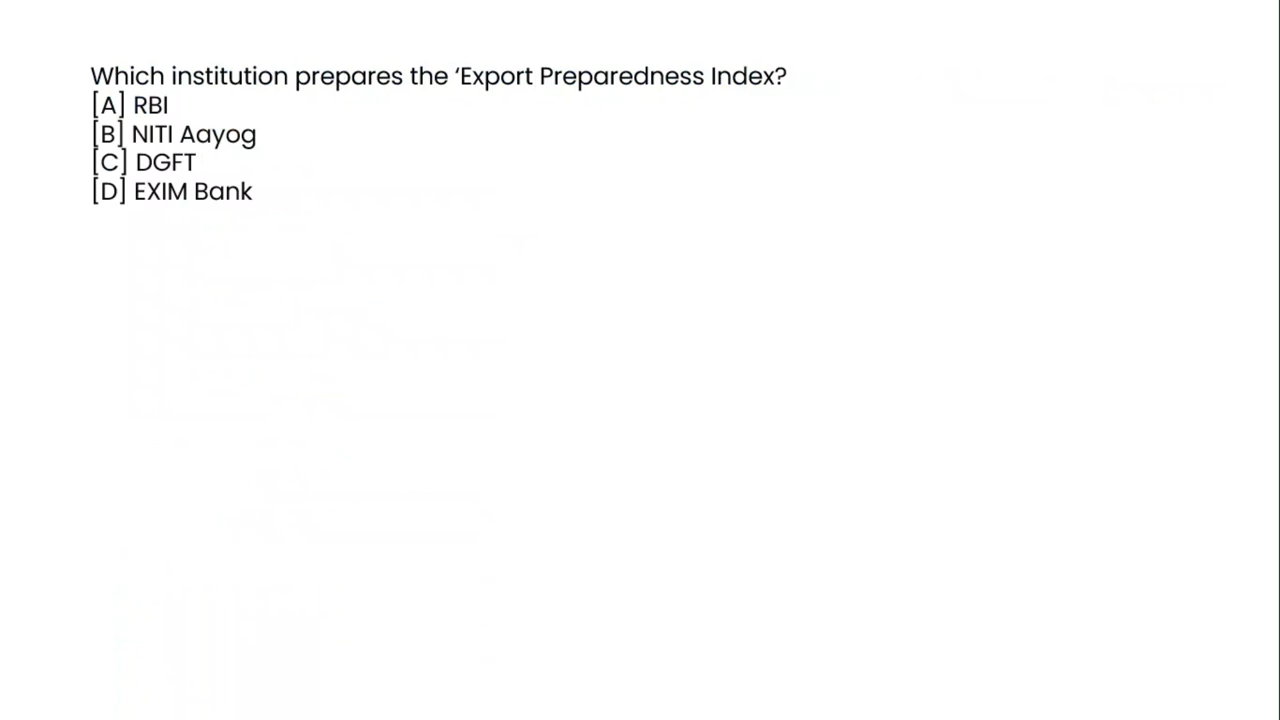 Which institution prepares the ‘Export Preparedness Index?
[A] RBI
[B] NITI Aayog
[C] DGFT
[D] EXIM Bank